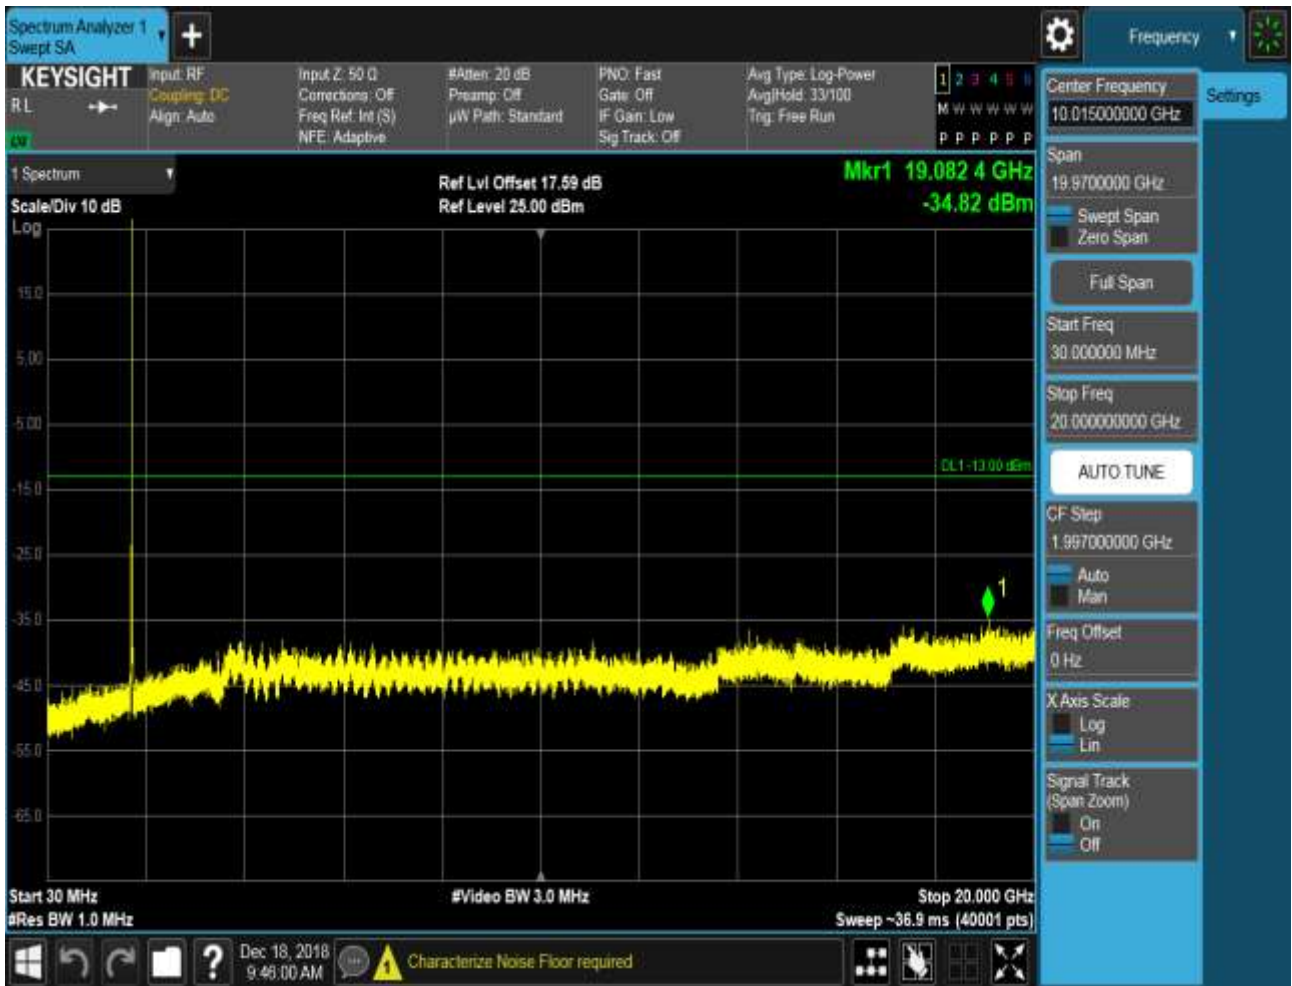 Spectrum Analyzer 1
Swept SA
+
Frequency
KEYSIGHT
RL
Input: RF
Coupling: DC
Align: Auto
Input Z: 50 Ω
Corrections: Off
Freq Ref: Int (S)
NFE: Adaptive
#Atten: 20 dB
Preamp: Off
µW Path: Standard
PNO: Fast
Gate: Off
IF Gain: Low
Sig Track: Off
Avg Type: Log-Power
Avg|Hold: 33/100
Trig: Free Run
1 2 3 4 5 6
M W W W W W
P P P P P P
1 Spectrum
Scale/Div 10 dB
Ref Lvl Offset 17.59 dB
Ref Level 25.00 dBm
Mkr1 19.082 4 GHz
-34.82 dBm
Log
15.0
5.00
-5.00
-15.0
-25.0
-35.0
-45.0
-55.0
-65.0
DL1 -13.00 dBm
1
Start 30 MHz
#Res BW 1.0 MHz
#Video BW 3.0 MHz
Stop 20.000 GHz
Sweep ~36.9 ms (40001 pts)
Center Frequency
10.015000000 GHz
Settings
Span
19.9700000 GHz
Swept Span
Zero Span
Full Span
Start Freq
30.000000 MHz
Stop Freq
20.000000000 GHz
AUTO TUNE
CF Step
1.997000000 GHz
Auto
Man
Freq Offset
0 Hz
X Axis Scale
Log
Lin
Signal Track
(Span Zoom)
On
Off
?
Dec 18, 2018
9:46:00 AM
1
Characterize Noise Floor required